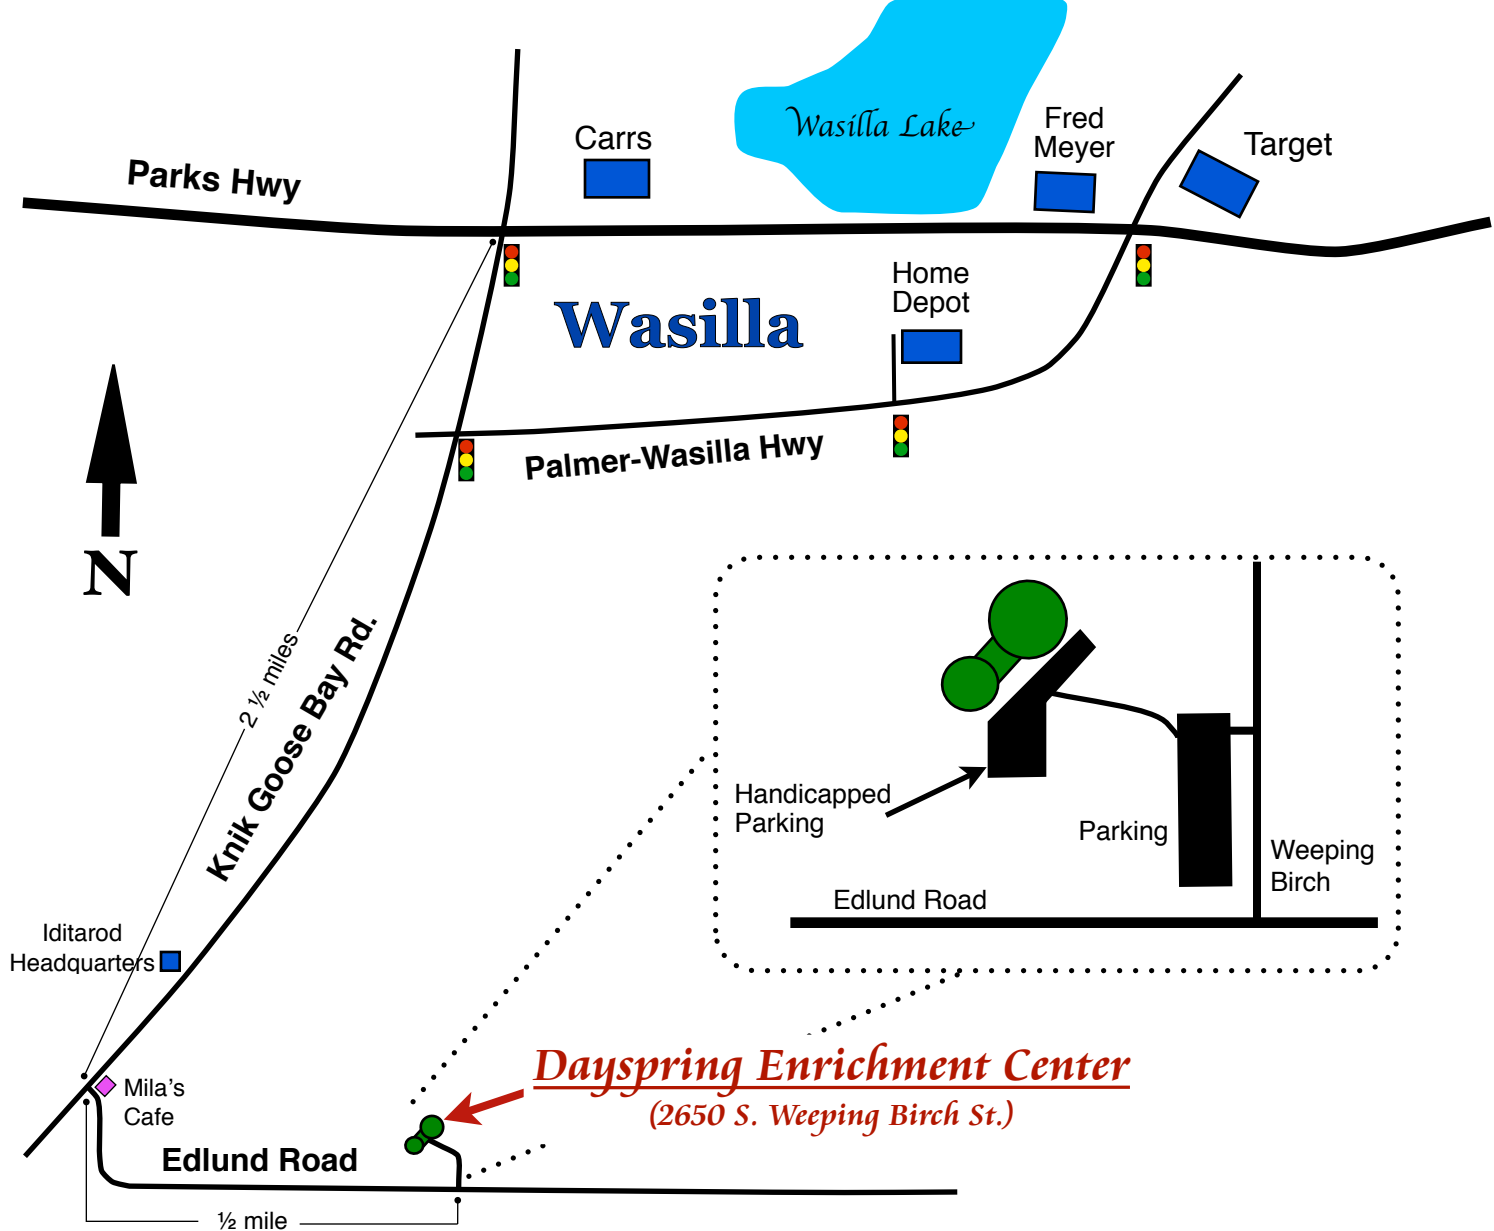 Wasilla Lake
Fred
Meyer
Target
Carrs
Parks Hwy
Home
Depot
Wasilla
Palmer-Wasilla Hwy
N
2 ½ miles
Knik Goose Bay Rd.
Handicapped
Parking
Parking
Weeping
Birch
Edlund Road
Iditarod
Headquarters
Dayspring Enrichment Center
(2650 S. Weeping Birch St.)
Mila's
Cafe
Edlund Road
½ mile